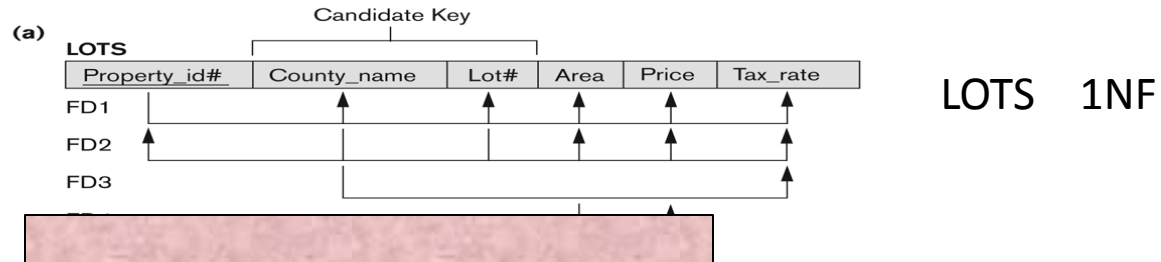 Candidate Key
(a)
LOTS
Property_id# County_name Lot# Area Price Tax_rate
FD1
FD2
FD3
LOTS 1NF